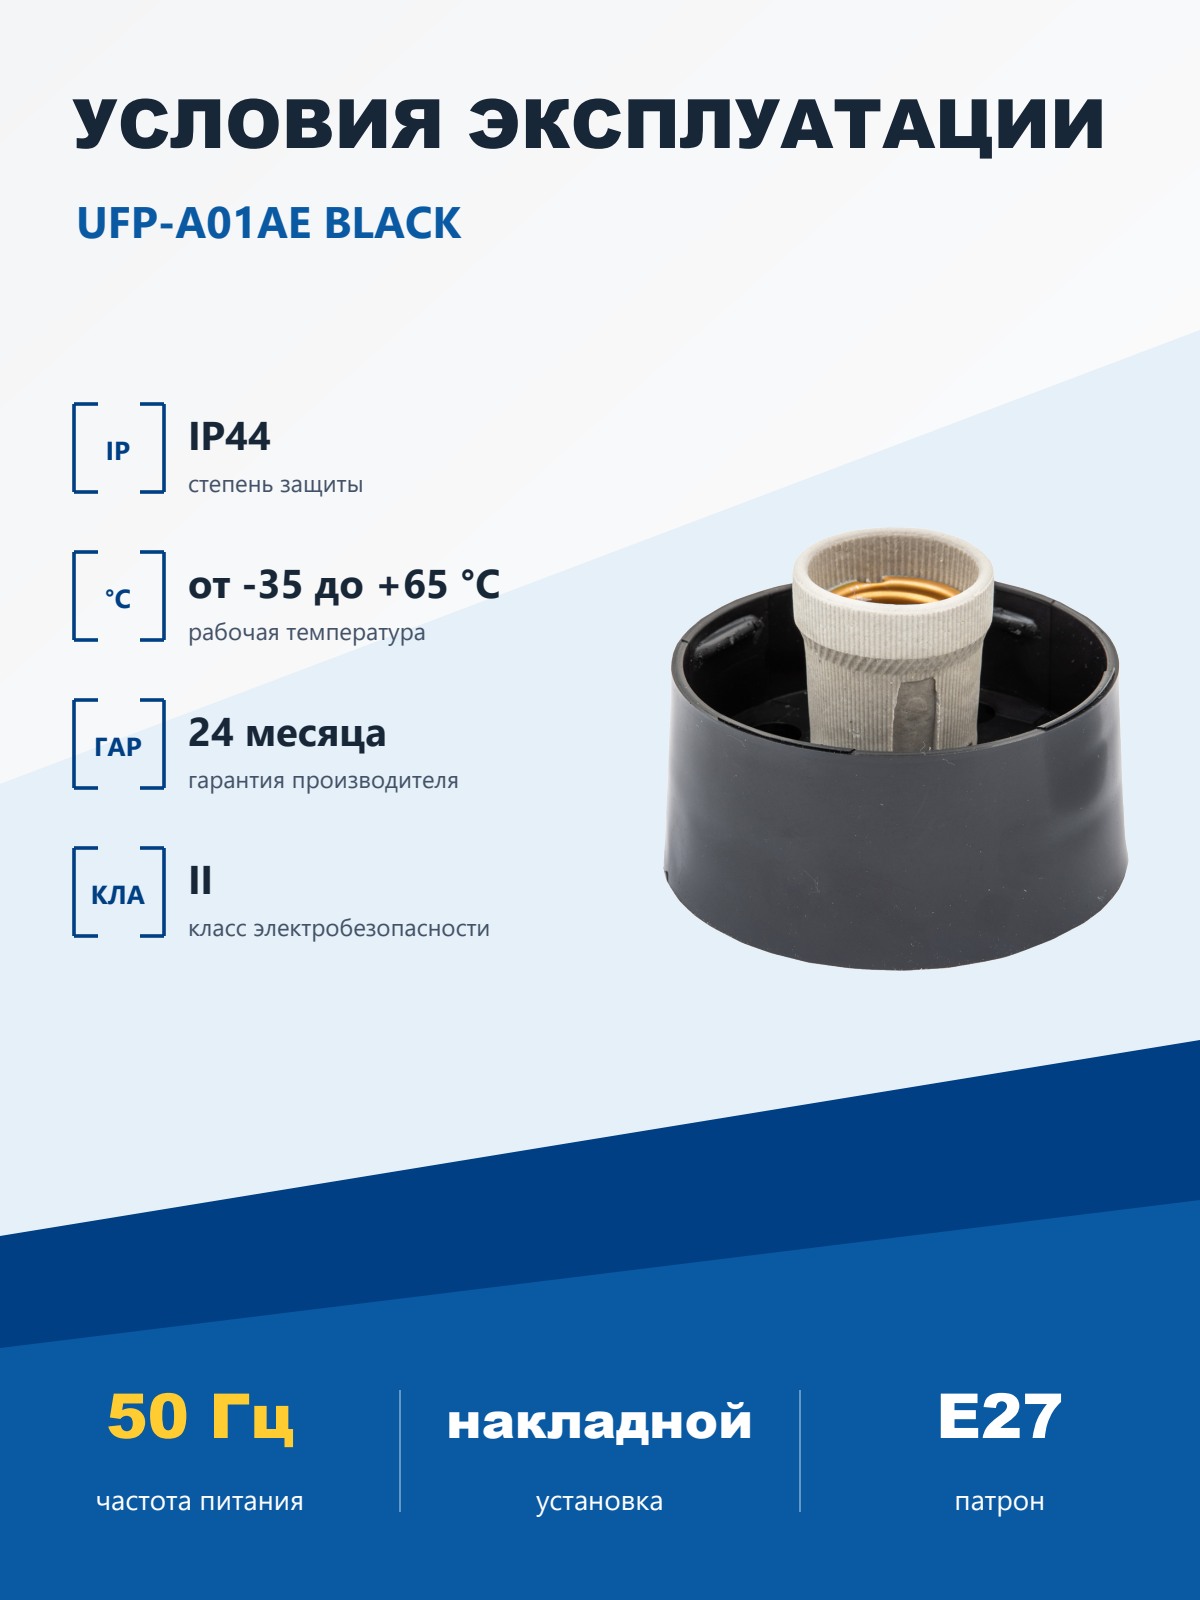 УСЛОВИЯ ЭКСПЛУАТАЦИИ
UFP-A01AE BLACK
IP
IP44
степень защиты
°C
от -35 до +65 °C
рабочая температура
ГАР
24 месяца
гарантия производителя
КЛА
II
класс электробезопасности
50 Гц
накладной
E27
частота питания
установка
патрон